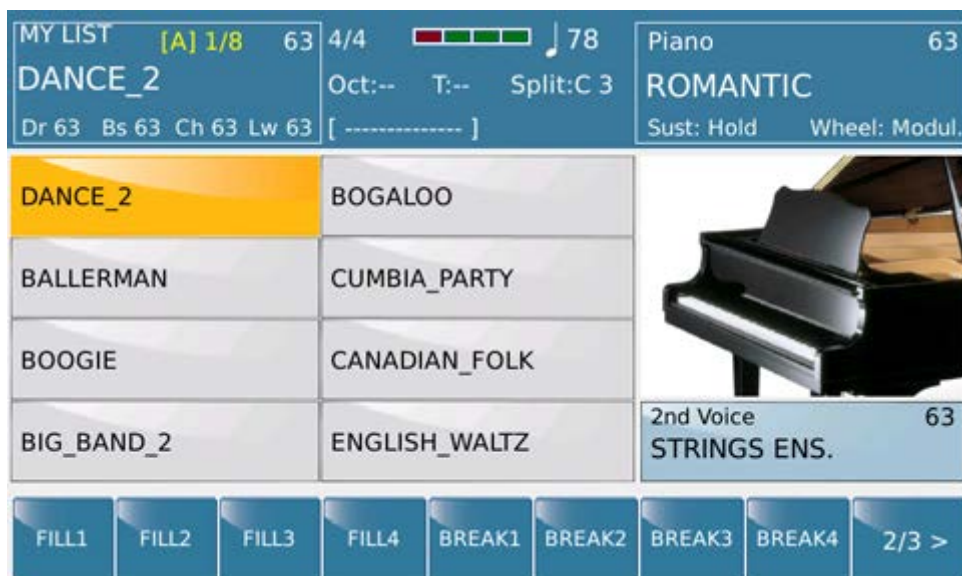 MY LIST [A] 1/8 63
DANCE_2
Dr 63 Bs 63 Ch 63 Lw 63
4/4 78
Oct:-- T:-- Split:C 3
[ -------------- ]
Piano 63
ROMANTIC
Sust: Hold Wheel: Modul.
DANCE_2 BOGALOO
BALLERMAN CUMBIA_PARTY
BOOGIE CANADIAN_FOLK
BIG_BAND_2 ENGLISH_WALTZ
2nd Voice 63
STRINGS ENS.
FILL1 FILL2 FILL3 FILL4 BREAK1 BREAK2 BREAK3 BREAK4 2/3 >